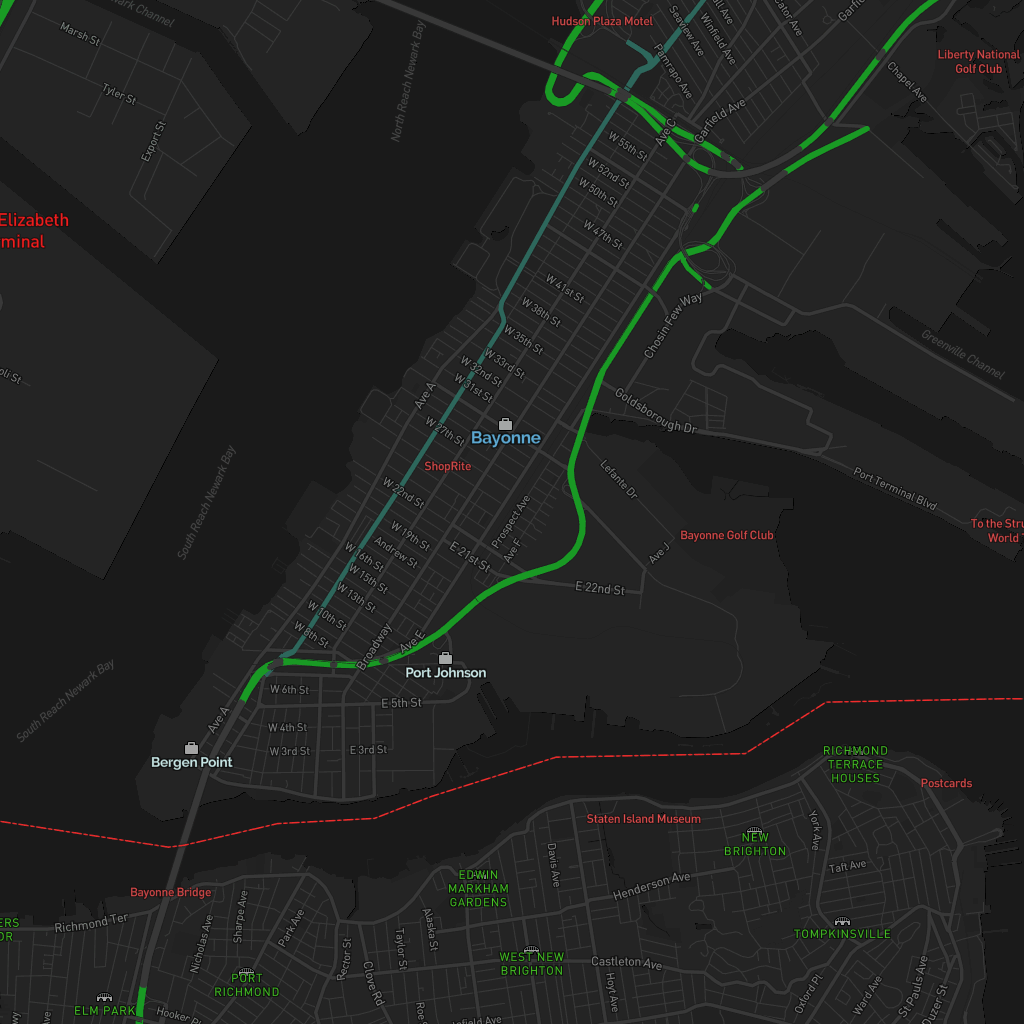 Hudson Plaza Motel
Marsh St
Tyler St
Export St
North Reach Newark Bay
Seaview Ave
Winfield Ave
Pamrapo Ave
Garfield Ave
Ave C
Chapel Ave
Liberty National
Golf Club
W 55th St
W 52nd St
W 50th St
W 47th St
Elizabeth
minal
W 41st St
W 38th St
W 35th St
W 33rd St
W 32nd St
W 31st St
Chosin Few Way
Greenville Channel
Ave A
Goldsborough Dr
W 27th St
Bayonne
ShopRite
Lefante Dr
Port Terminal Blvd
South Reach Newark Bay
W 22nd St
Prospect Ave
Ave F
W 19th St
Andrew St
E 21st St
Bayonne Golf Club
To the Stru
World T
Ave J
W 16th St
W 15th St
W 13th St
E 22nd St
W 10th St
W 8th St
Broadway
Ave E
Port Johnson
South Reach Newark Bay
W 6th St
E 5th St
Ave A
W 4th St
W 3rd St
E 3rd St
Bergen Point
RICHMOND
TERRACE
HOUSES
Postcards
Staten Island Museum
York Ave
NEW
BRIGHTON
Davis Ave
Taft Ave
EDWIN
MARKHAM
GARDENS
Henderson Ave
Bayonne Bridge
Richmond Ter
Sharpe Ave
Nicholas Ave
Park Ave
Alaska St
Taylor St
Rector St
Clove Rd
TOMPKINSVILLE
WEST NEW
BRIGHTON
Castleton Ave
Hoyt Ave
Oxford Pl
Ward Ave
St Pauls Ave
PORT
RICHMOND
ELM PARK